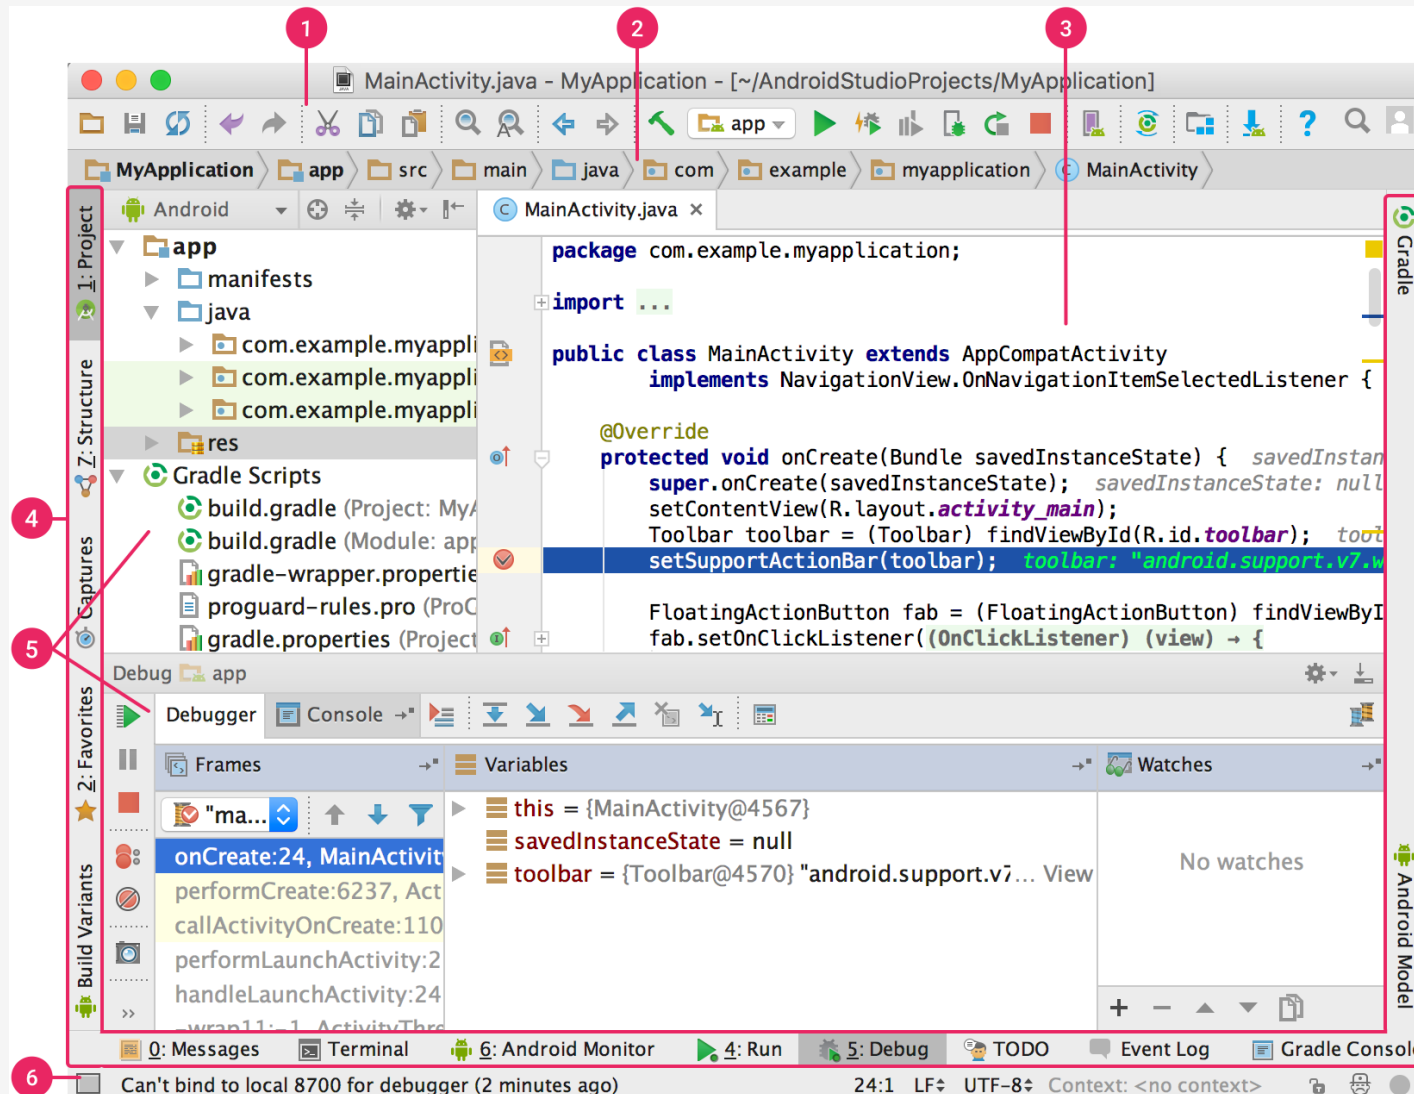 1 2 3
MainActivity.java - MyApplication - [~/AndroidStudioProjects/MyApplication]
app
MyApplication app src main java com example myapplication MainActivity
Android
MainActivity.java
1: Project
Z: Structure
Captures
2: Favorites
Build Variants
4
5
6
app
manifests
java
com.example.myappli
com.example.myappli
com.example.myappli
res
Gradle Scripts
build.gradle (Project: MyA
build.gradle (Module: app
gradle-wrapper.propertie
proguard-rules.pro (ProC
gradle.properties (Project
package com.example.myapplication;
import ...
public class MainActivity extends AppCompatActivity
implements NavigationView.OnNavigationItemSelectedListener {
@Override
protected void onCreate(Bundle savedInstanceState) { savedInstan
super.onCreate(savedInstanceState); savedInstanceState: null
setContentView(R.layout.activity_main);
Toolbar toolbar = (Toolbar) findViewById(R.id.toolbar); tool
setSupportActionBar(toolbar); toolbar: "android.support.v7.w
FloatingActionButton fab = (FloatingActionButton) findViewByI
fab.setOnClickListener((OnClickListener) (view) → {
Gradle
Android Model
Debug app
Debugger Console
Frames
Variables
Watches
"ma...
onCreate:24, MainActivit
performCreate:6237, Act
callActivityOnCreate:110
performLaunchActivity:2
handleLaunchActivity:24
-wrap11:-1, ActivityThre
this = {MainActivity@4567}
savedInstanceState = null
toolbar = {Toolbar@4570} "android.support.v7... View
No watches
0: Messages Terminal 6: Android Monitor 4: Run 5: Debug TODO Event Log Gradle Console
Can't bind to local 8700 for debugger (2 minutes ago) 24:1 LF UTF-8 Context: <no context>